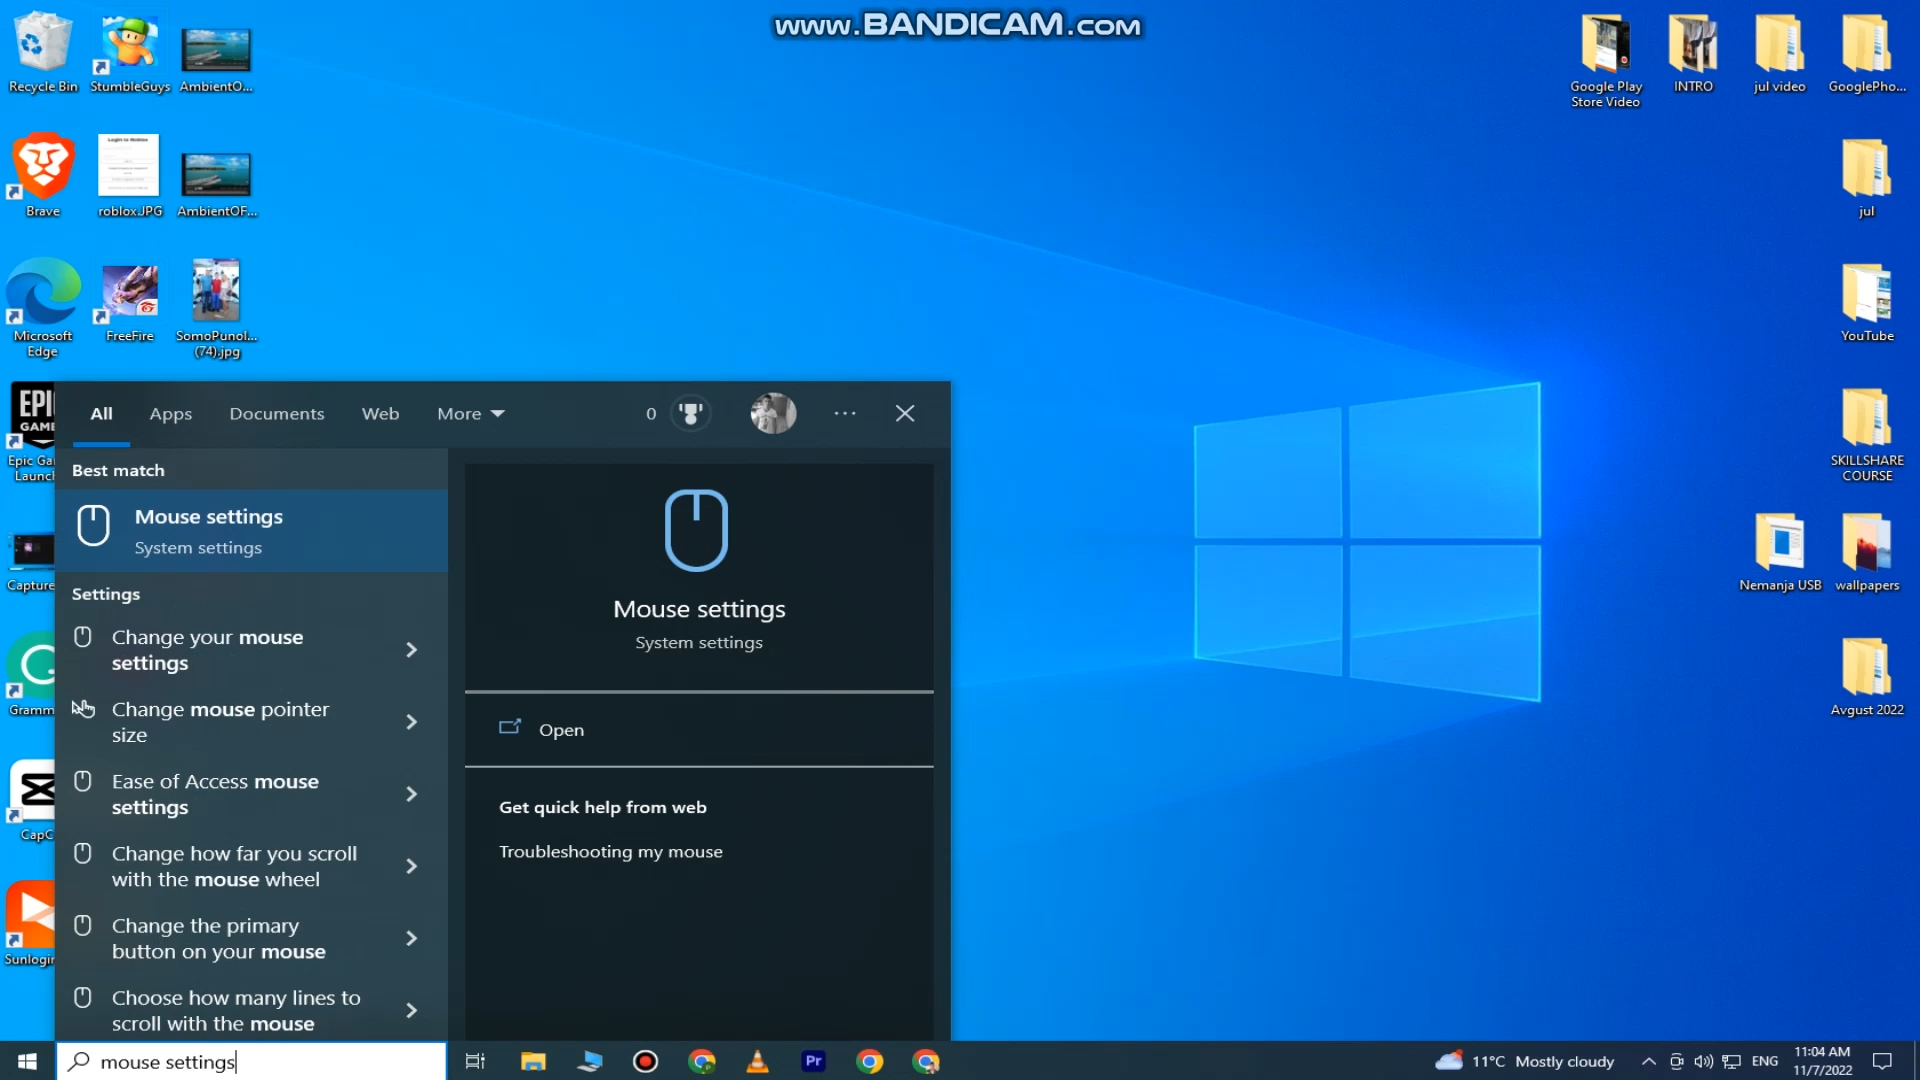 www.BANDICAM.com
Recycle Bin
StumbleGuys
AmbientO...
Google Play
Store Video
INTRO
jul video
GooglePho...
Brave
roblox.JPG
AmbientOF...
jul
Microsoft
Edge
FreeFire
SomoPunol...
(74).jpg
YouTube
EPI
GAM
Epic Ga
Launch
SKILLSHARE
COURSE
Capture
Nemanja USB
wallpapers
Gramm
Avgust 2022
CapC
Sunlogin
All
Apps
Documents
Web
More
0
Best match
Mouse settings
System settings
Settings
Change your mouse
settings
Change mouse pointer
size
Ease of Access mouse
settings
Change how far you scroll
with the mouse wheel
Change the primary
button on your mouse
Choose how many lines to
scroll with the mouse
Mouse settings
System settings
Open
Get quick help from web
Troubleshooting my mouse
mouse settings
Pr
11°C Mostly cloudy
ENG
11:04 AM
11/7/2022